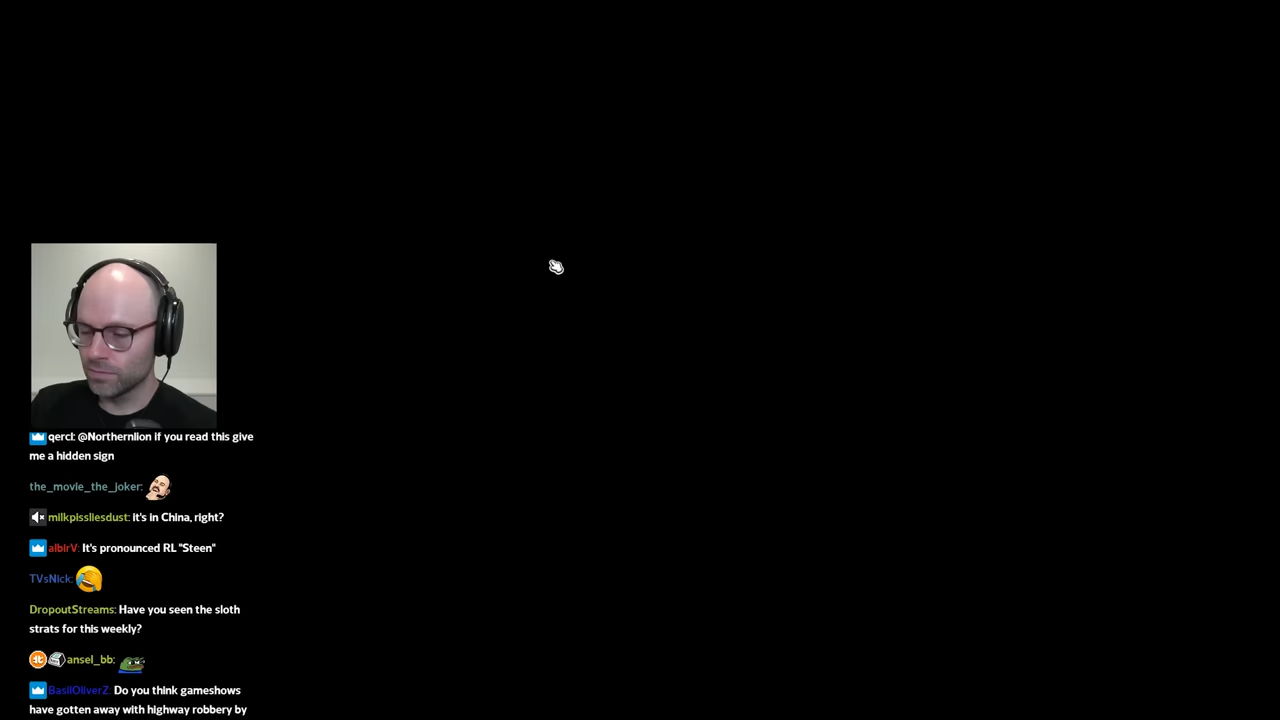 qercl: @Northernlion if you read this give
me a hidden sign
the_movie_the_joker:
milkpissliesdust: it's in China, right?
albirV: It's pronounced RL "Steen"
TVsNick:
DropoutStreams: Have you seen the sloth
strats for this weekly?
ansel_bb:
BasilOliverZ: Do you think gameshows
have gotten away with highway robbery by